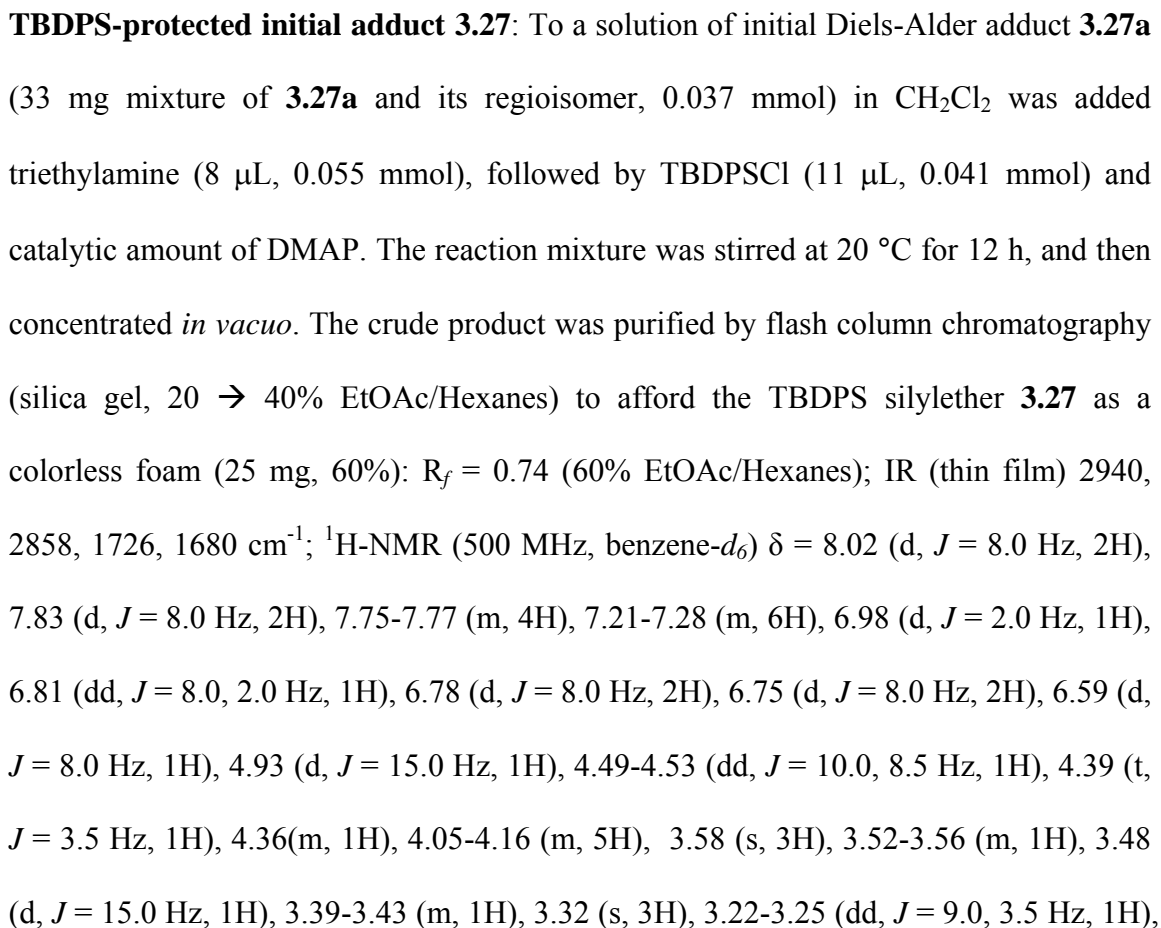 TBDPS-protected initial adduct 3.27: To a solution of initial Diels-Alder adduct 3.27a
(33 mg mixture of 3.27a and its regioisomer, 0.037 mmol) in CH₂Cl₂ was added
triethylamine (8 μL, 0.055 mmol), followed by TBDPSCl (11 μL, 0.041 mmol) and
catalytic amount of DMAP. The reaction mixture was stirred at 20 °C for 12 h, and then
concentrated in vacuo. The crude product was purified by flash column chromatography
(silica gel, 20 → 40% EtOAc/Hexanes) to afford the TBDPS silylether 3.27 as a
colorless foam (25 mg, 60%): Rf = 0.74 (60% EtOAc/Hexanes); IR (thin film) 2940,
2858, 1726, 1680 cm⁻¹; ¹H-NMR (500 MHz, benzene-d₆) δ = 8.02 (d, J = 8.0 Hz, 2H),
7.83 (d, J = 8.0 Hz, 2H), 7.75-7.77 (m, 4H), 7.21-7.28 (m, 6H), 6.98 (d, J = 2.0 Hz, 1H),
6.81 (dd, J = 8.0, 2.0 Hz, 1H), 6.78 (d, J = 8.0 Hz, 2H), 6.75 (d, J = 8.0 Hz, 2H), 6.59 (d,
J = 8.0 Hz, 1H), 4.93 (d, J = 15.0 Hz, 1H), 4.49-4.53 (dd, J = 10.0, 8.5 Hz, 1H), 4.39 (t,
J = 3.5 Hz, 1H), 4.36(m, 1H), 4.05-4.16 (m, 5H), 3.58 (s, 3H), 3.52-3.56 (m, 1H), 3.48
(d, J = 15.0 Hz, 1H), 3.39-3.43 (m, 1H), 3.32 (s, 3H), 3.22-3.25 (dd, J = 9.0, 3.5 Hz, 1H),